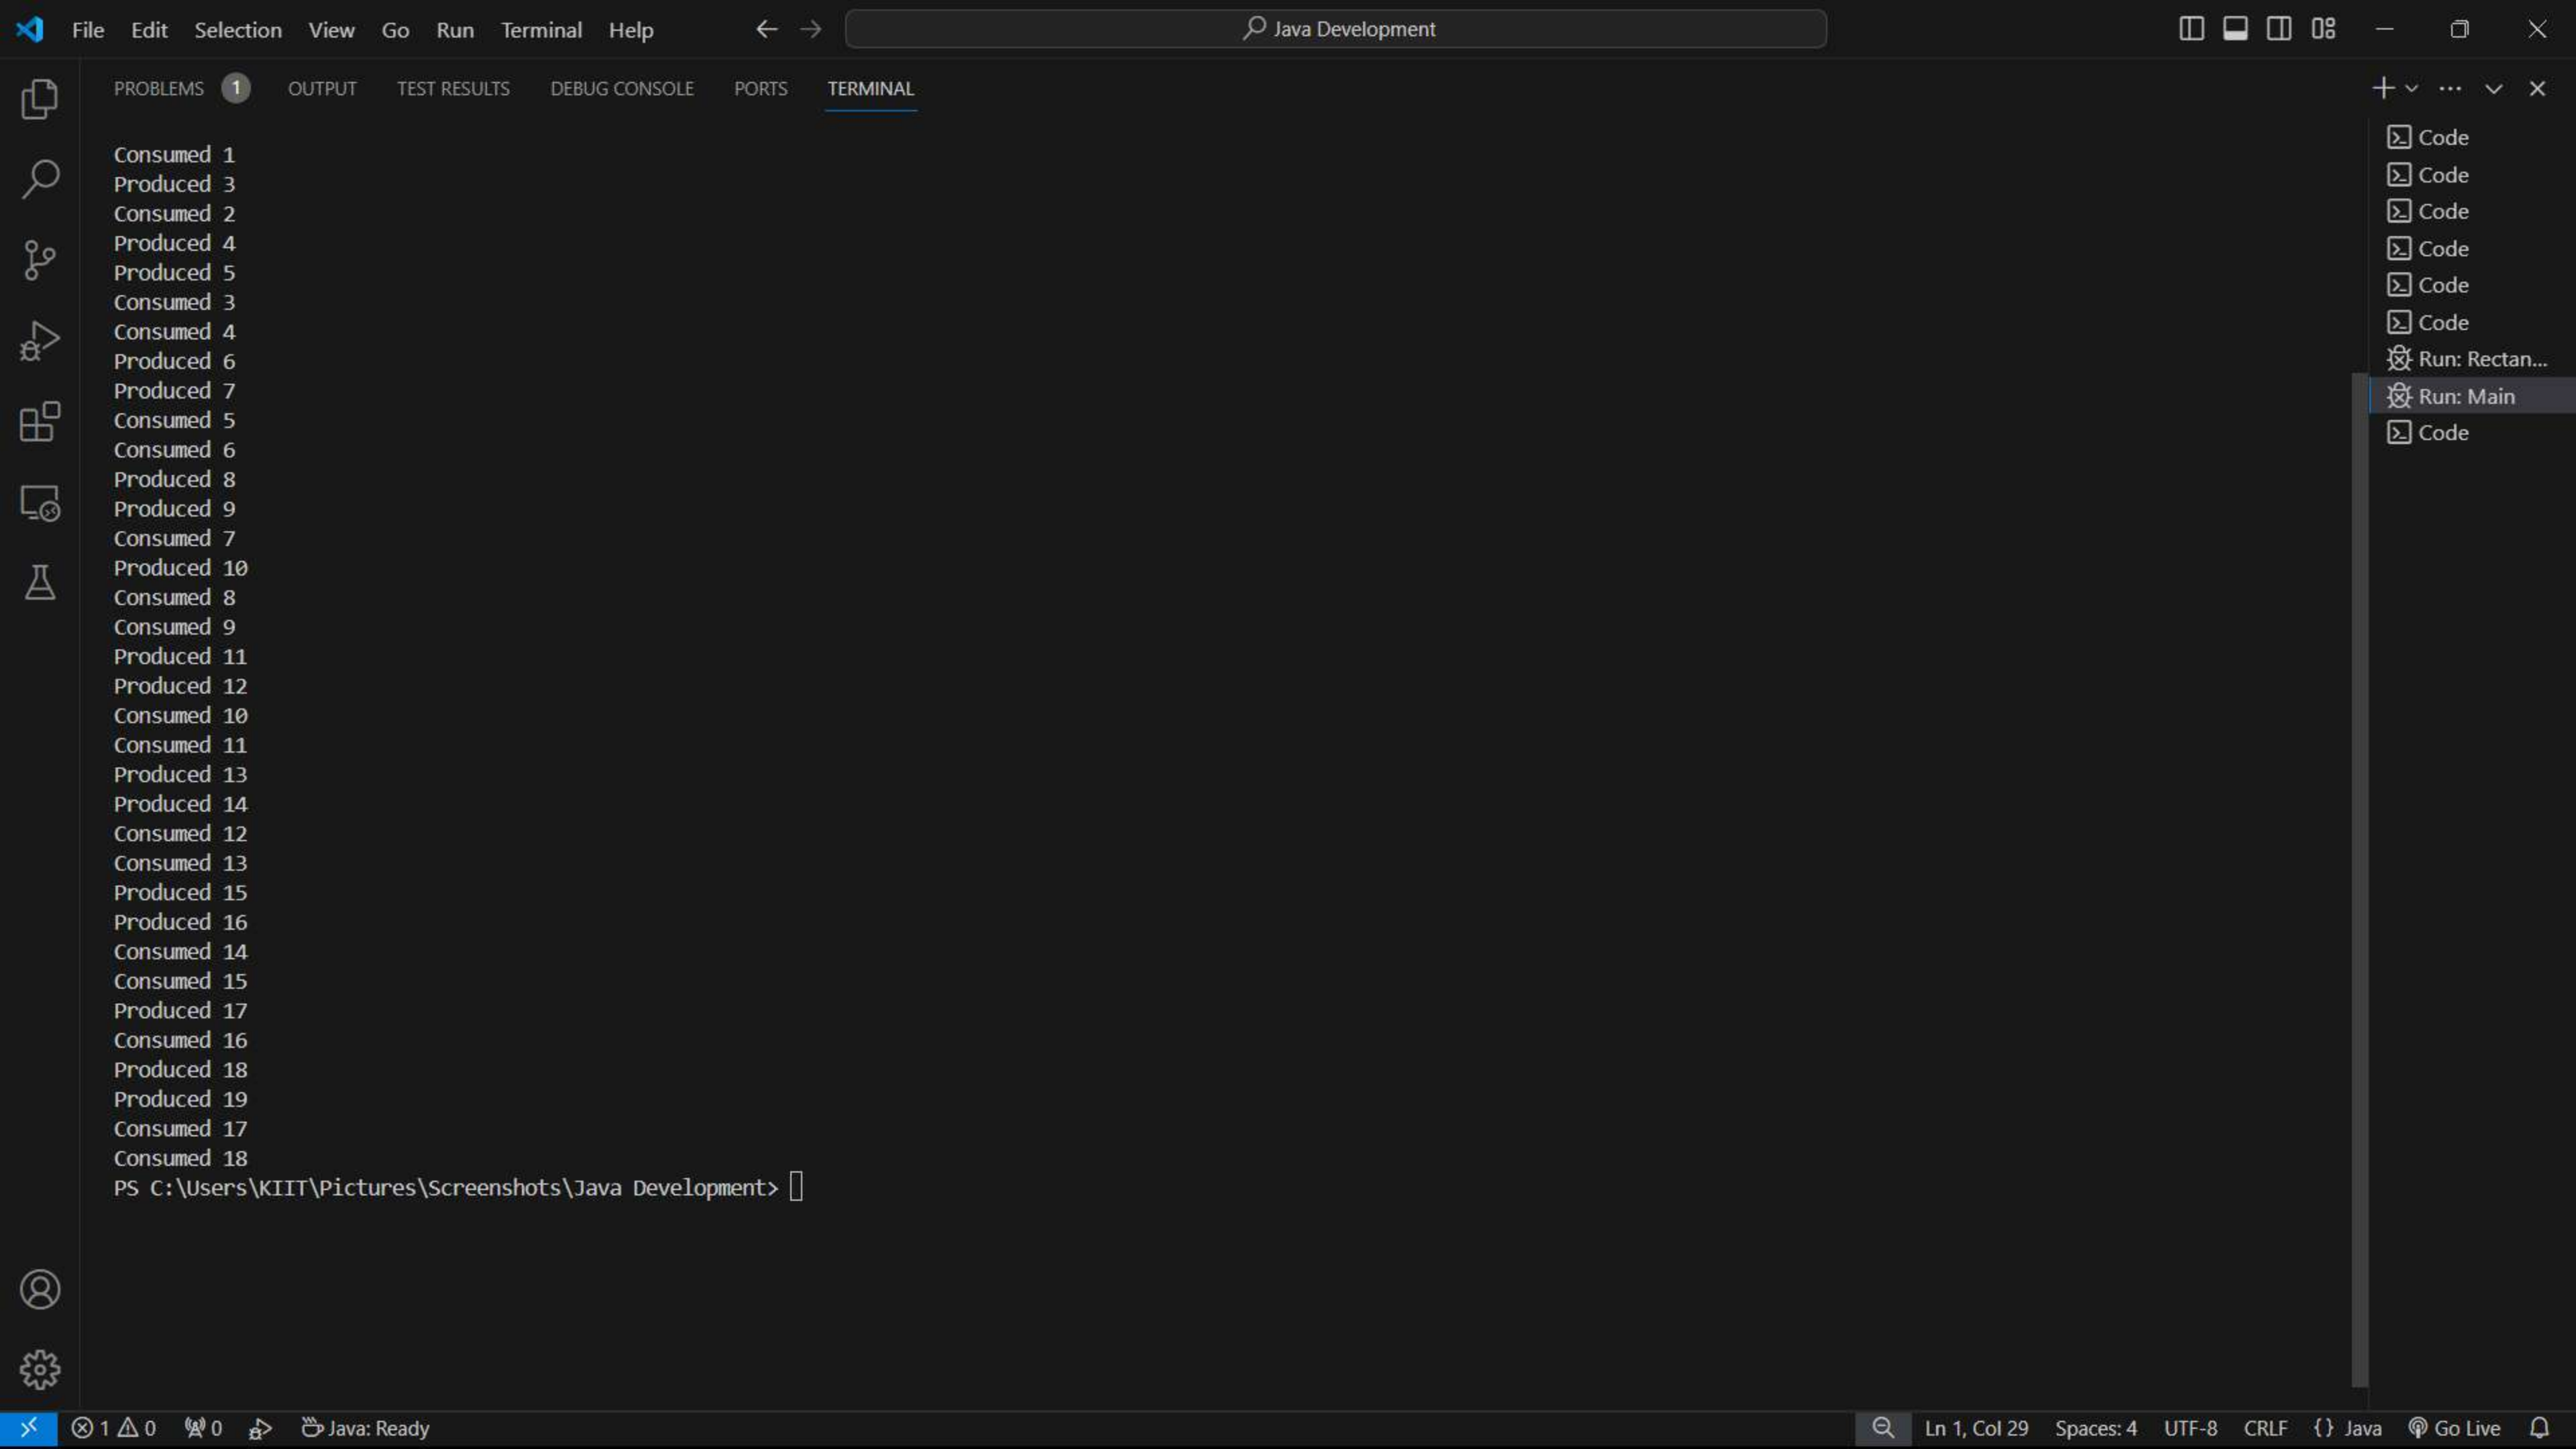 File Edit Selection View Go Run Terminal Help
Java Development
PROBLEMS 1 OUTPUT TEST RESULTS DEBUG CONSOLE PORTS TERMINAL
Consumed 1
Produced 3
Consumed 2
Produced 4
Produced 5
Consumed 3
Consumed 4
Produced 6
Produced 7
Consumed 5
Consumed 6
Produced 8
Produced 9
Consumed 7
Produced 10
Consumed 8
Consumed 9
Produced 11
Produced 12
Consumed 10
Consumed 11
Produced 13
Produced 14
Consumed 12
Consumed 13
Produced 15
Produced 16
Consumed 14
Consumed 15
Produced 17
Consumed 16
Produced 18
Produced 19
Consumed 17
Consumed 18
PS C:\Users\KIIT\Pictures\Screenshots\Java Development>
Code
Code
Code
Code
Code
Code
Run: Rectan...
Run: Main
Code
1 0 0 Java: Ready
Ln 1, Col 29 Spaces: 4 UTF-8 CRLF {} Java Go Live